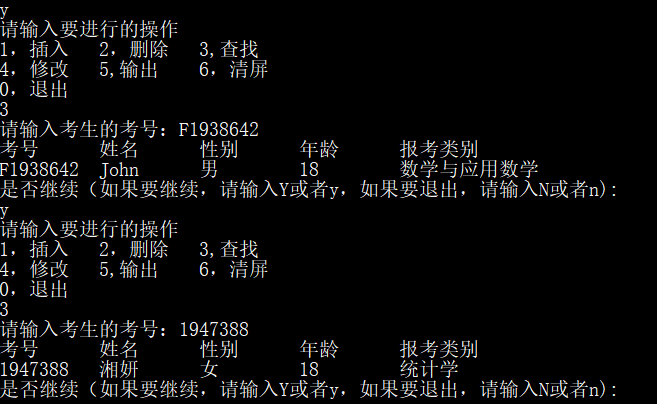 y
请输入要进行的操作
1，插入  2，删除  3,查找
4，修改  5,输出  6，清屏
0，退出
3
请输入考生的考号：F1938642
考号 姓名 性别 年龄 报考类别
F1938642 John 男 18 数学与应用数学
是否继续（如果要继续，请输入Y或者y，如果要退出，请输入N或者n）:
y
请输入要进行的操作
1，插入  2，删除  3,查找
4，修改  5,输出  6，清屏
0，退出
3
请输入考生的考号：1947388
考号 姓名 性别 年龄 报考类别
1947388 湘妍 女 18 统计学
是否继续（如果要继续，请输入Y或者y，如果要退出，请输入N或者n）: